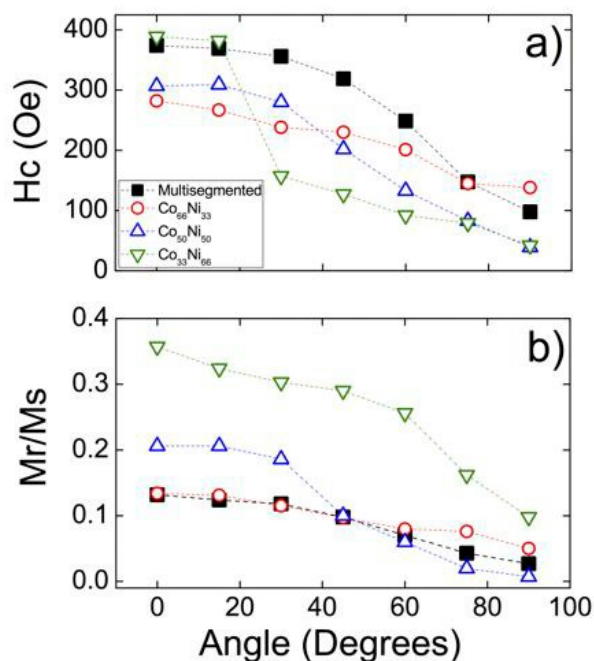 a)
400
300
200
100
0
Hc (Oe)
Multisegmented
Co₆₆Ni₃₃
Co₅₀Ni₅₀
Co₃₃Ni₆₆
b)
0.4
0.3
0.2
0.1
0.0
Mr/Ms
0 20 40 60 80 100
Angle (Degrees)